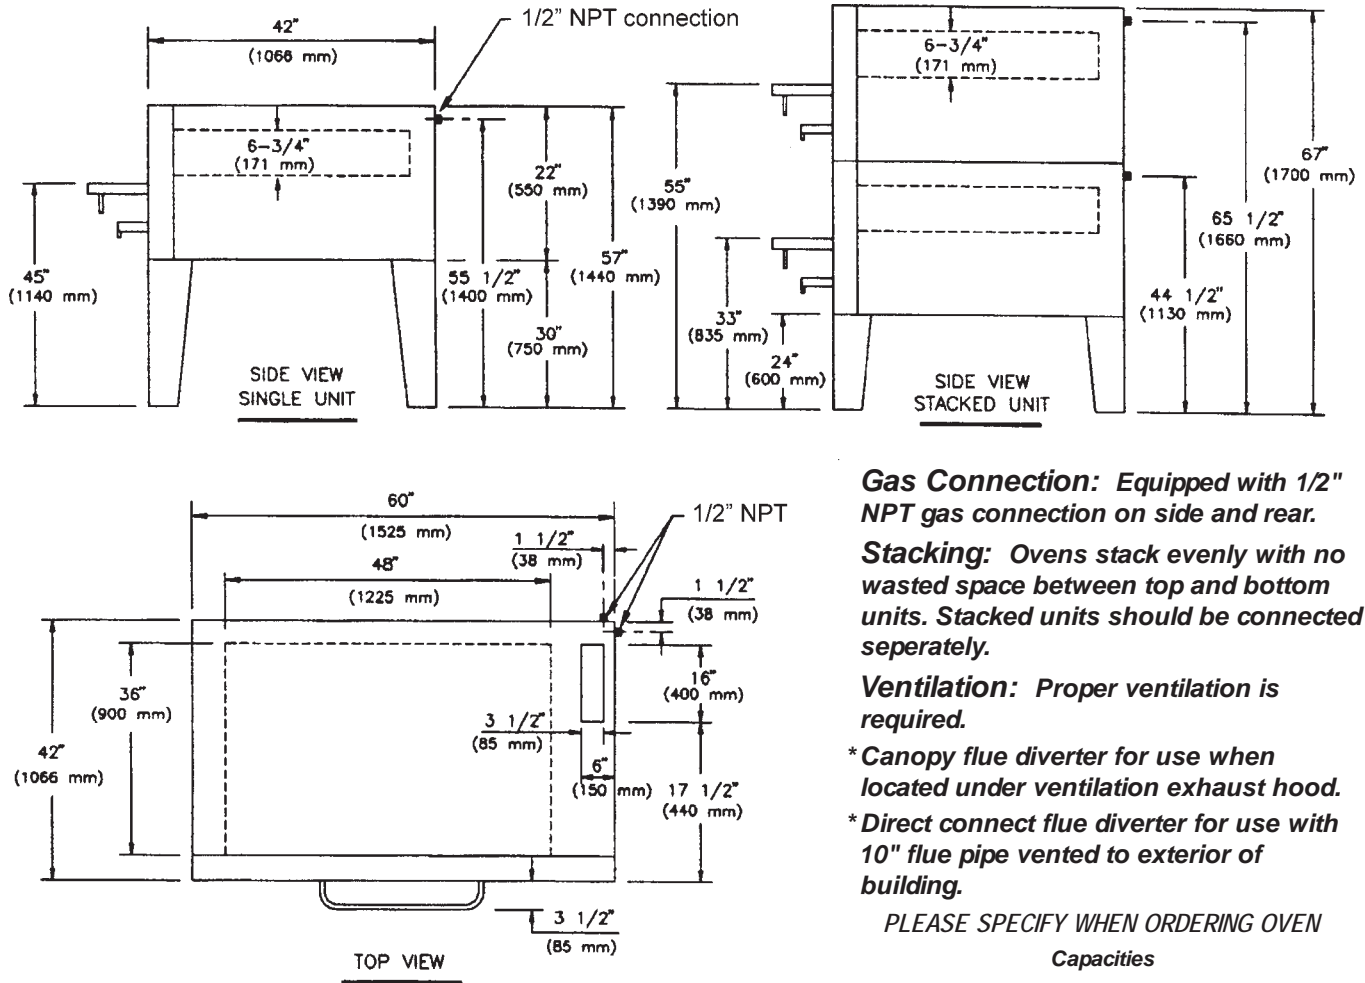 42"
(1066 mm)
1/2” NPT connection
6-3/4"
(171 mm)
22"
(550 mm)
45"
(1140 mm)
55 1/2"
(1400 mm)
57"
(1440 mm)
30"
(750 mm)
SIDE VIEW
SINGLE UNIT
6-3/4"
(171 mm)
55"
(1390 mm)
67"
(1700 mm)
65 1/2"
(1660 mm)
44 1/2"
(1130 mm)
33"
(835 mm)
24"
(600 mm)
SIDE VIEW
STACKED UNIT
60"
(1525 mm)
1/2” NPT
1 1/2"
(38 mm)
48"
(1225 mm)
1 1/2"
(38 mm)
36"
(900 mm)
16"
(400 mm)
3 1/2"
(85 mm)
42"
(1066 mm)
6"
(150 mm)
17 1/2"
(440 mm)
3 1/2"
(85 mm)
TOP VIEW
Gas Connection: Equipped with 1/2"
NPT gas connection on side and rear.
Stacking: Ovens stack evenly with no
wasted space between top and bottom
units. Stacked units should be connected
seperately.
Ventilation: Proper ventilation is
required.
* Canopy flue diverter for use when
located under ventilation exhaust hood.
* Direct connect flue diverter for use with
10" flue pipe vented to exterior of
building.
PLEASE SPECIFY WHEN ORDERING OVEN
Capacities